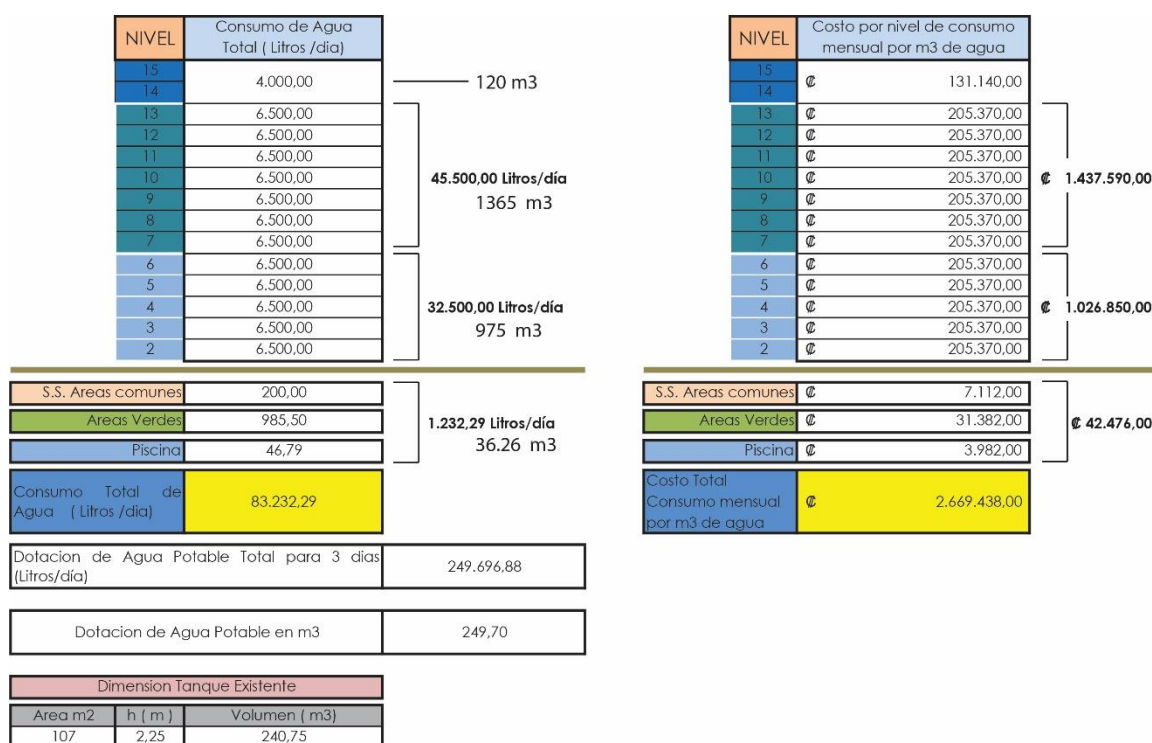 NIVEL
Consumo de Agua
Total ( Litros /dia)
15
14
4.000,00
120 m3
13 6.500,00
12 6.500,00
11 6.500,00
10 6.500,00
9 6.500,00
8 6.500,00
7 6.500,00
45.500,00 Litros/día
1365 m3
6 6.500,00
5 6.500,00
4 6.500,00
3 6.500,00
2 6.500,00
32.500,00 Litros/día
975 m3
S.S. Areas comunes 200,00
Areas Verdes 985,50
Piscina 46,79
1.232,29 Litros/día
36.26 m3
Consumo Total de
Agua ( Litros /dia)
83.232,29
Dotacion de Agua Potable Total para 3 dias
(Litros/día)
249.696,88
Dotacion de Agua Potable en m3 249,70
Dimension Tanque Existente
Area m2 h ( m ) Volumen ( m3)
107 2,25 240,75
NIVEL
Costo por nivel de consumo
mensual por m3 de agua
15
14
₡ 131.140,00
13 ₡ 205.370,00
12 ₡ 205.370,00
11 ₡ 205.370,00
10 ₡ 205.370,00
9 ₡ 205.370,00
8 ₡ 205.370,00
7 ₡ 205.370,00
₡ 1.437.590,00
6 ₡ 205.370,00
5 ₡ 205.370,00
4 ₡ 205.370,00
3 ₡ 205.370,00
2 ₡ 205.370,00
₡ 1.026.850,00
S.S. Areas comunes ₡ 7.112,00
Areas Verdes ₡ 31.382,00
Piscina ₡ 3.982,00
₡ 42.476,00
Costo Total
Consumo mensual
por m3 de agua
₡ 2.669.438,00